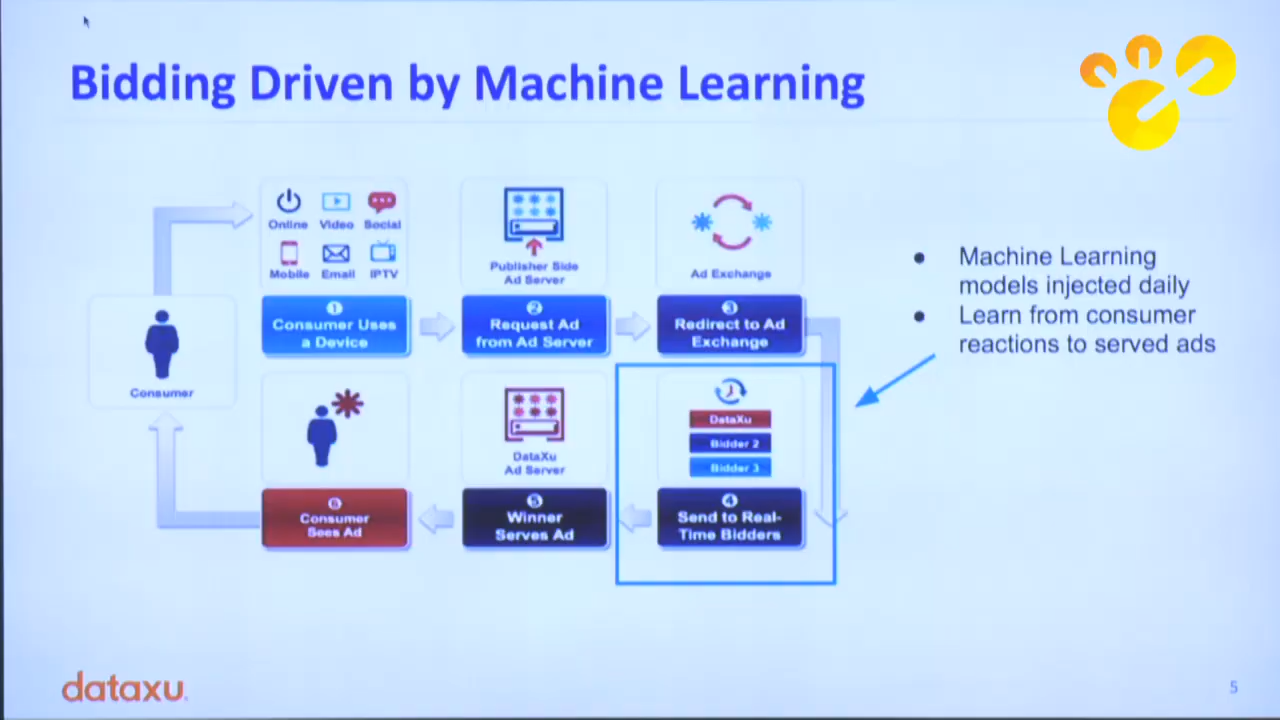 Bidding Driven by Machine Learning
Online Video Social
Mobile Email IPTV
Publisher Side
Ad Server
Ad Exchange
1
Consumer Uses
a Device
2
Request Ad
from Ad Server
3
Redirect to Ad
Exchange
Machine Learning
models injected daily
Learn from consumer
reactions to served ads
Consumer
DataXu
Ad Server
DataXu
Bidder 2
Bidder 3
6
Consumer
Sees Ad
5
Winner
Serves Ad
4
Send to Real-
Time Bidders
dataxu
5